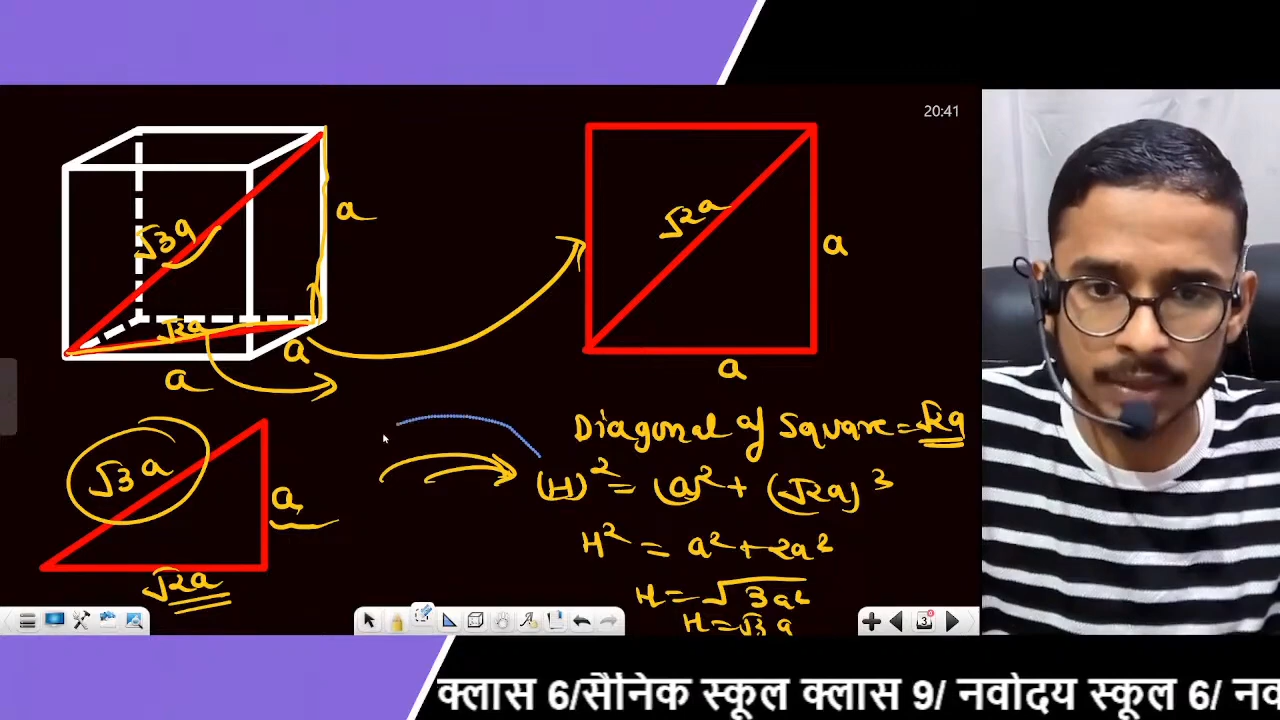 20:41
√3a
a
√2a
a
a
√2a
a
a
√3a
a
√2a
Diagonal of Square = √2a
(H)² = (a)² + (√2a)³
H² = a² + 2a²
H = √3a²
H = √3 a
3
क्लास 6/सैनिक स्कूल क्लास 9/ नवोदय स्कूल 6/ नव